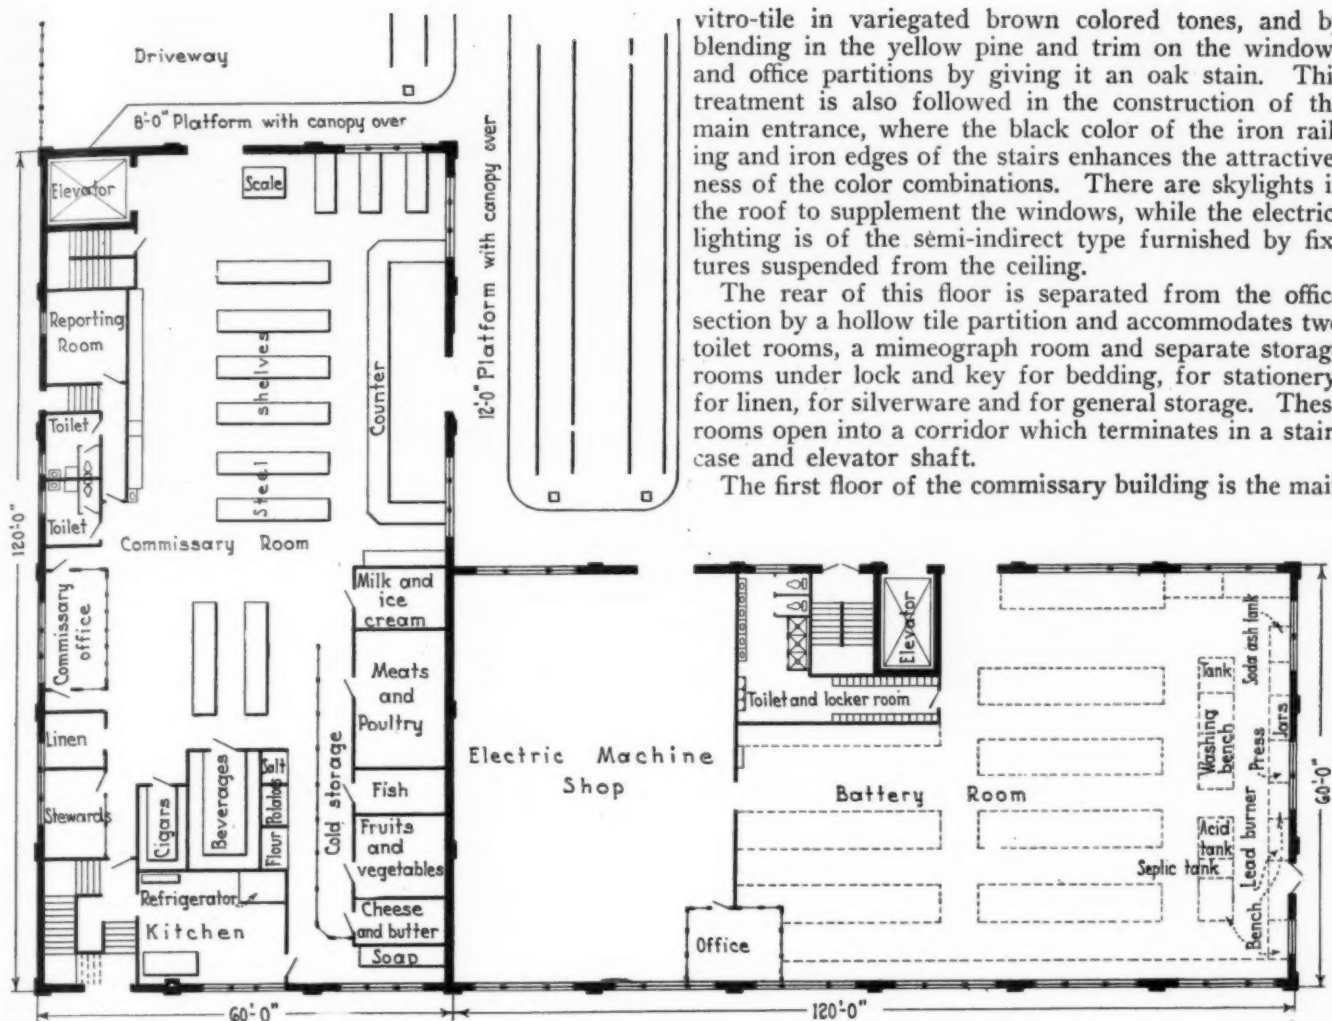 vitro-tile in variegated brown colored tones, and b
blending in the yellow pine and trim on the window
and office partitions by giving it an oak stain. Thi
treatment is also followed in the construction of th
main entrance, where the black color of the iron rail
ing and iron edges of the stairs enhances the attractive
ness of the color combinations. There are skylights i
the roof to supplement the windows, while the electric
lighting is of the semi-indirect type furnished by fix
tures suspended from the ceiling.
The rear of this floor is separated from the offic
section by a hollow tile partition and accommodates two
toilet rooms, a mimeograph room and separate storag
rooms under lock and key for bedding, for stationery
for linen, for silverware and for general storage. Thes
rooms open into a corridor which terminates in a stair
case and elevator shaft.
The first floor of the commissary building is the mai
Driveway
8'-0" Platform with canopy over
12'-0" Platform with canopy over
Elevator
Scale
Reporting
Room
Steel shelves
Counter
Toilet
Toilet
120'-0"
Commissary Room
Commissary
office
Milk and
ice
cream
Meats
and
Poultry
Linen
Stewards
Cigars
Beverages
Salt
Potatoes
Flour
Cold storage
Fish
Fruits
and
vegetables
Cheese
and butter
Soap
Refrigerator
Kitchen
60'-0"
Electric Machine
Shop
Elevator
Toilet and locker room
Battery Room
Office
Tank
Washing
bench
Soda ash tank
Press
Jars
Acid
tank
Septic tank
Lead burner
Bench
60'-0"
120'-0"